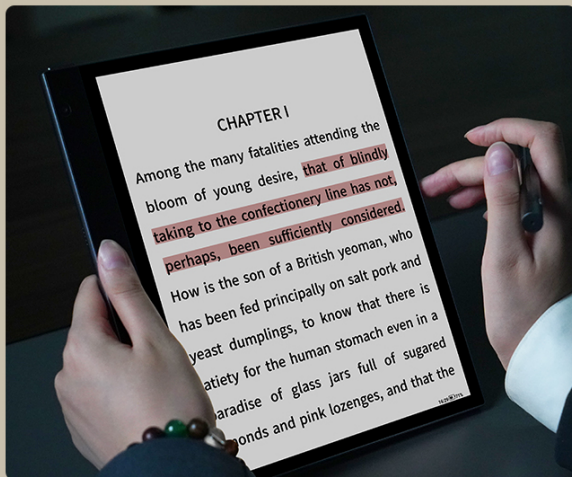 CHAPTER I
Among the many fatalities attending the
bloom of young desire, that of blindly
taking to the confectionery line has not,
perhaps, been sufficiently considered.
How is the son of a British yeoman, who
has been fed principally on salt pork and
yeast dumplings, to know that there is
atiety for the human stomach even in a
paradise of glass jars full of sugared
onds and pink lozenges, and that the